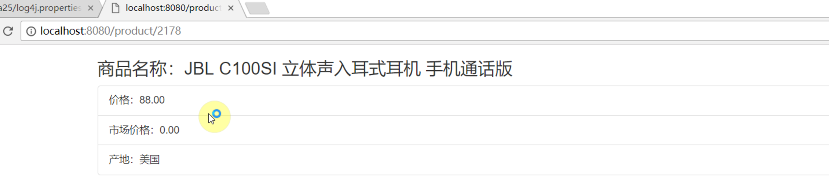 a25/log4j.properties
localhost:8080/produc
localhost:8080/product/2178
商品名称：JBL C100SI 立体声入耳式耳机 手机通话版
价格：88.00
市场价格：0.00
产地：美国